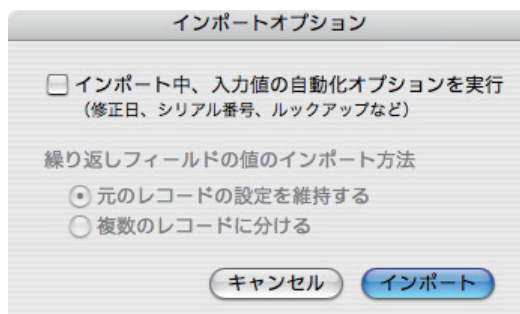 インポートオプション
インポート中、入力値の自動化オプションを実行
（修正日、シリアル番号、ルックアップなど）
繰り返しフィールドの値のインポート方法
元のレコードの設定を維持する
複数のレコードに分ける
キャンセル
インポート